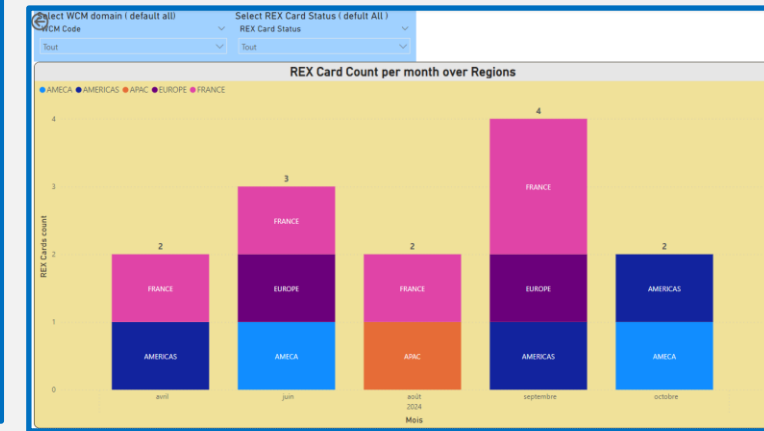 Select WCM domain ( default all)
Select REX Card Status ( defult All )
WCM Code
REX Card Status
Tout
Tout
REX Card Count per month over Regions
AMECA AMERICAS APAC EUROPE FRANCE
REX Cards count
4
3
2
1
0
2
FRANCE
AMERICAS
3
FRANCE
EUROPE
AMECA
2
FRANCE
APAC
4
FRANCE
EUROPE
AMERICAS
2
AMERICAS
AMECA
avril
juin
août
septembre
octobre
2024
Mois